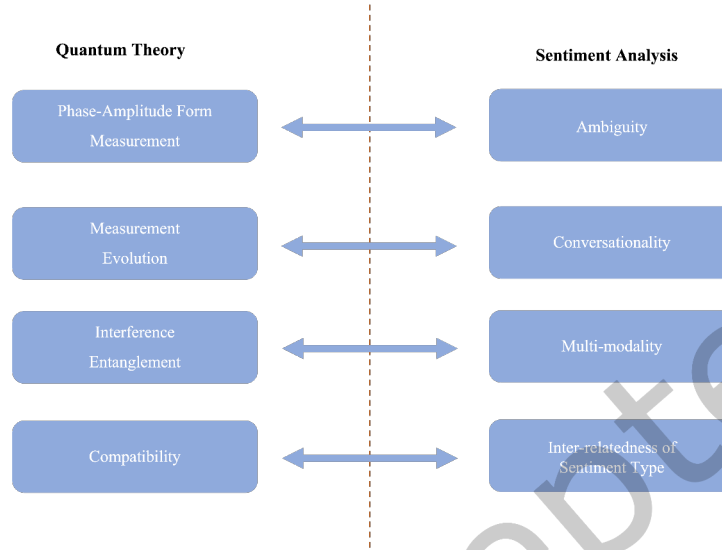 Quantum Theory
Sentiment Analysis
Phase-Amplitude Form
Measurement
Ambiguity
Measurement
Evolution
Conversationality
Interference
Entanglement
Multi-modality
Compatibility
Inter-relatedness of
Sentiment Type